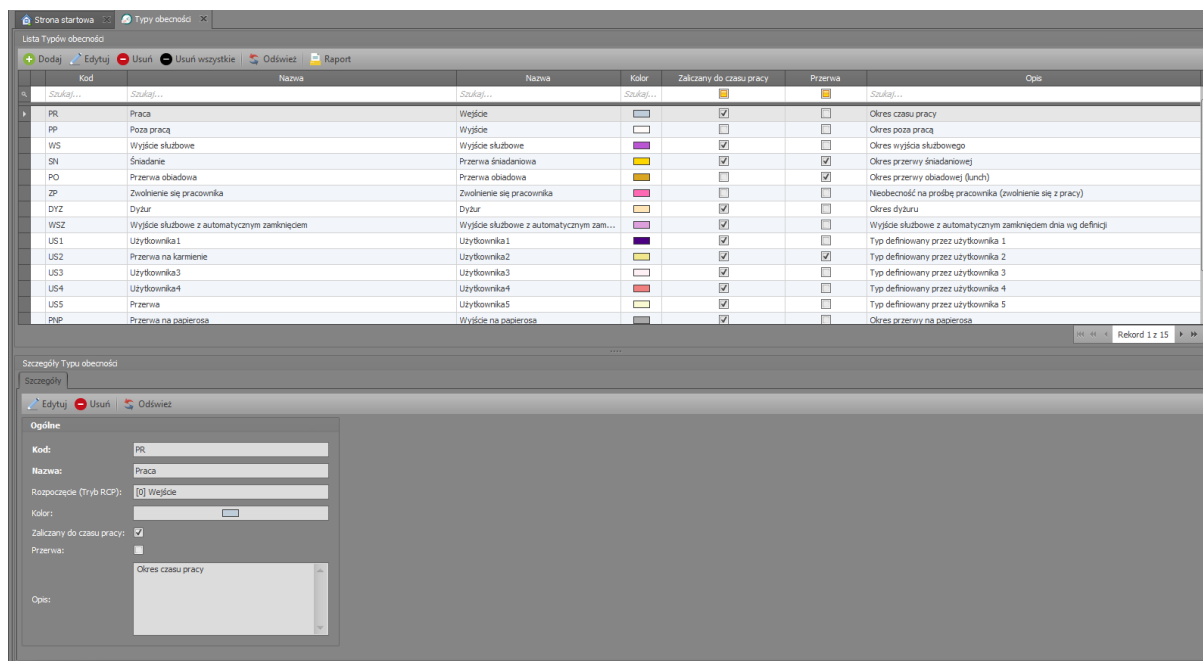 Strona startowa Typy obecności
Lista Typów obecności
Dodaj Edytuj Usuń Usuń wszystkie Odśwież Raport
Kod Nazwa Nazwa Kolor Zaliczany do czasu pracy Przerwa Opis
Szukaj... Szukaj... Szukaj... Szukaj... Szukaj...
PR Praca Wejście Okres czasu pracy
PP Poza pracą Wyjście Okres poza pracą
WS Wyjście służbowe Wyjście służbowe Okres wyjścia służbowego
SN Śniadanie Przerwa śniadaniowa Okres przerwy śniadaniowej
PO Przerwa obiadowa Przerwa obiadowa Okres przerwy obiadowej (lunch)
ZP Zwolnienie się pracownika Zwolnienie się pracownika Nieobecność na prośbę pracownika (zwolnienie się z pracy)
DYZ Dyżur Dyżur Okres dyżuru
WSZ Wyjście służbowe z automatycznym zamknięciem Wyjście służbowe z automatycznym zam... Wyjście służbowe z automatycznym zamknięciem dnia wg definicji
US1 Użytkownika1 Użytkownika1 Typ definiowany przez użytkownika 1
US2 Przerwa na karmienie Użytkownika2 Typ definiowany przez użytkownika 2
US3 Użytkownika3 Użytkownika3 Typ definiowany przez użytkownika 3
US4 Użytkownika4 Użytkownika4 Typ definiowany przez użytkownika 4
US5 Przerwa Użytkownika5 Typ definiowany przez użytkownika 5
PNP Przerwa na papierosa Wyjście na papierosa Okres przerwy na papierosa
Rekord 1 z 15
Szczegóły Typu obecności
Szczegóły
Edytuj Usuń Odśwież
Ogólne
Kod: PR
Nazwa: Praca
Rozpoczęcie (Tryb RCP): [0] Wejście
Kolor:
Zaliczany do czasu pracy:
Przerwa:
Okres czasu pracy
Opis: